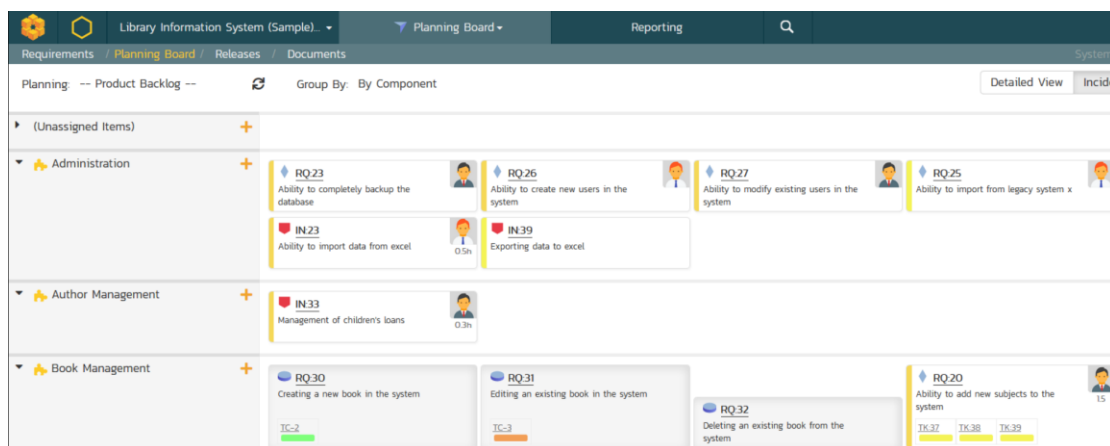 Library Information System (Sample)... Planning Board Reporting
Requirements / Planning Board / Releases / Documents System
Planning: -- Product Backlog -- Group By: By Component Detailed View Incid
(Unassigned Items)
Administration
RQ:23 RQ:26 RQ:27 RQ:25
Ability to completely backup the Ability to create new users in the Ability to modify existing users in the Ability to import from legacy system x
database system system
IN:23 IN:39
Ability to import data from excel Exporting data to excel
0.5h
Author Management
IN:33
Management of children's loans
0.3h
Book Management
RQ:30 RQ:31 RQ:20
Creating a new book in the system Editing an existing book in the system Ability to add new subjects to the 15
system
RQ:32
TC-2 TC-3 Deleting an existing book from the TK:37 TK:38 TK:39
system